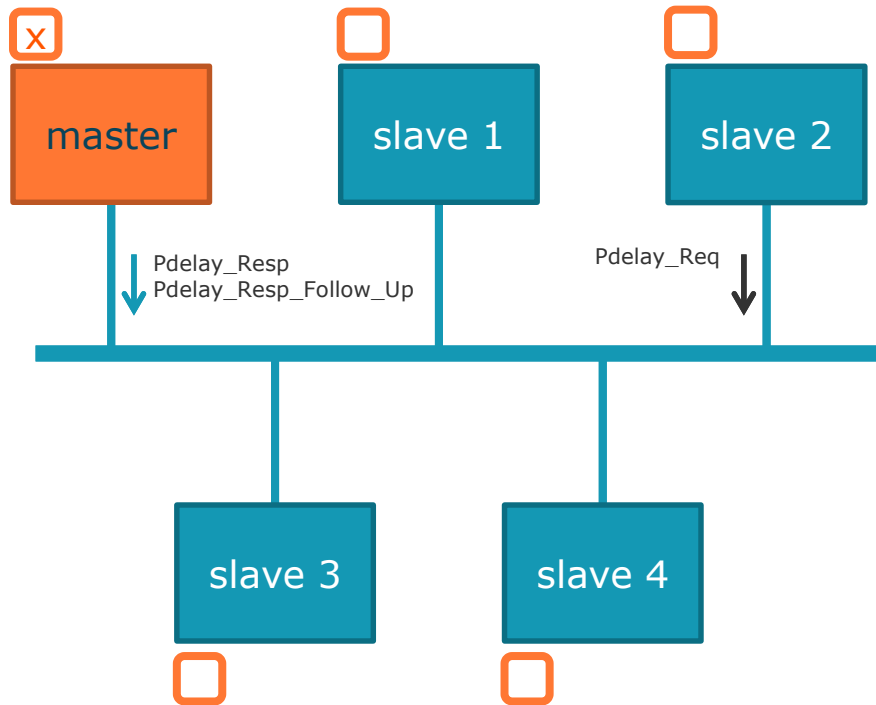 x
master
slave 1
slave 2
Pdelay_Resp
Pdelay_Resp_Follow_Up
Pdelay_Req
slave 3
slave 4